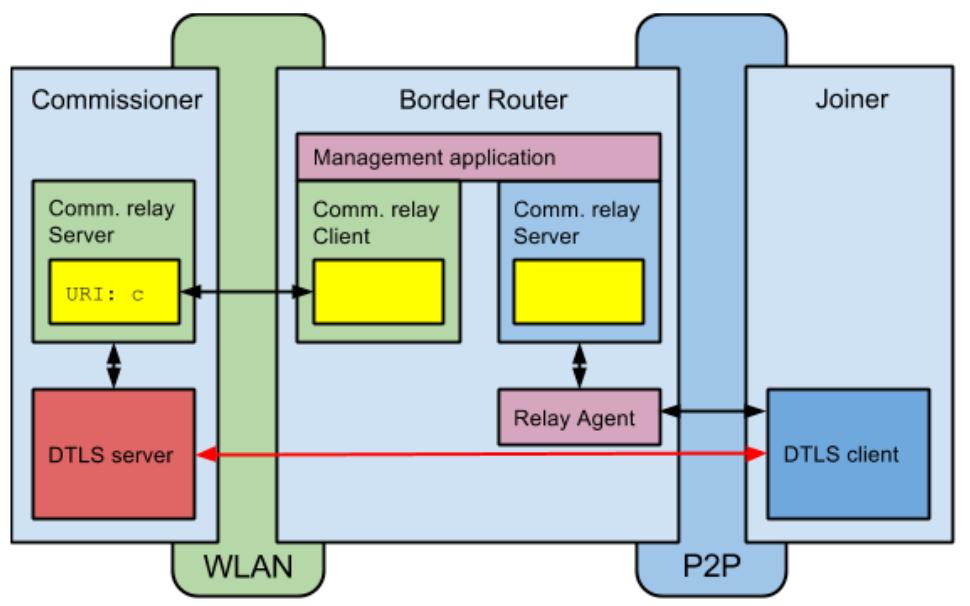 Commissioner
Border Router
Joiner
Management application
Comm. relay
Server
Comm. relay
Client
Comm. relay
Server
URI: c
Relay Agent
DTLS server
DTLS client
WLAN
P2P